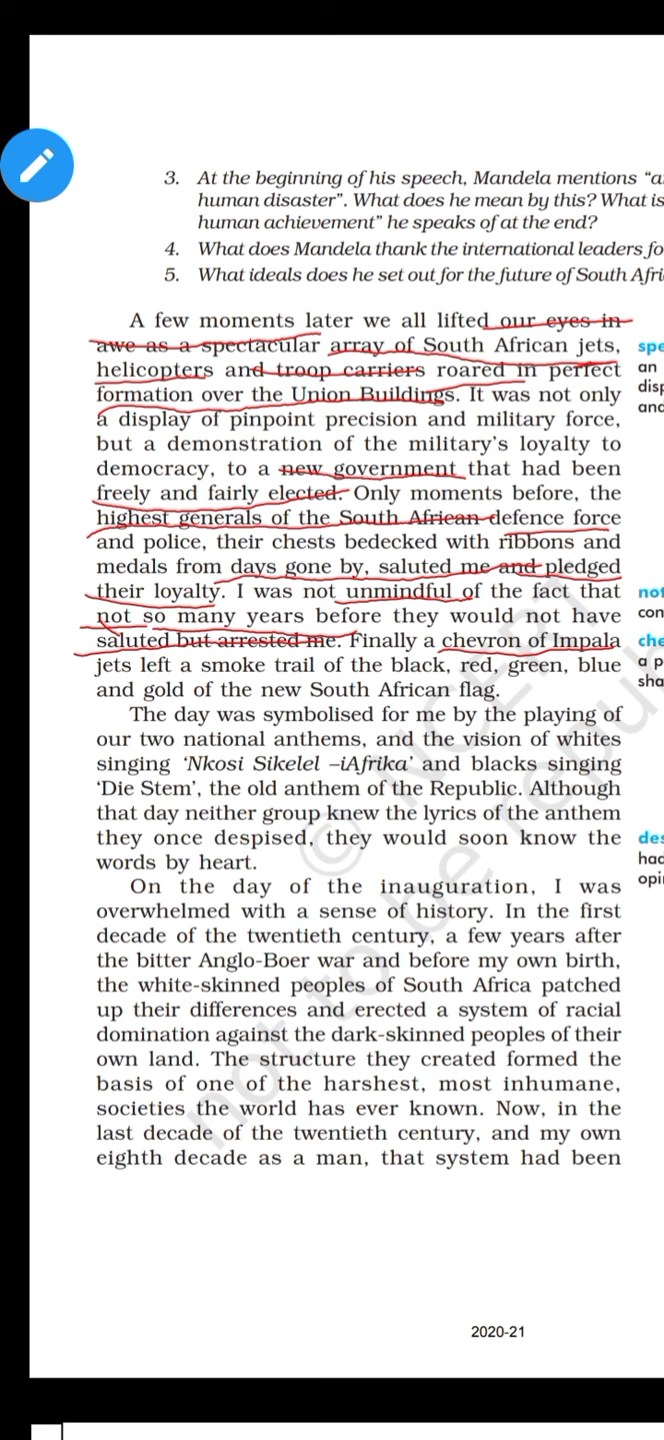 3. At the beginning of his speech, Mandela mentions “a
human disaster”. What does he mean by this? What is
human achievement” he speaks of at the end?
4. What does Mandela thank the international leaders fo
5. What ideals does he set out for the future of South Afri
A few moments later we all lifted our eyes in
awe as a spectacular array of South African jets,
helicopters and troop carriers roared in perfect
formation over the Union Buildings. It was not only
a display of pinpoint precision and military force,
but a demonstration of the military’s loyalty to
democracy, to a new government that had been
freely and fairly elected. Only moments before, the
highest generals of the South African defence force
and police, their chests bedecked with ribbons and
medals from days gone by, saluted me and pledged
their loyalty. I was not unmindful of the fact that
not so many years before they would not have
saluted but arrested me. Finally a chevron of Impala
jets left a smoke trail of the black, red, green, blue
and gold of the new South African flag.
The day was symbolised for me by the playing of
our two national anthems, and the vision of whites
singing ‘Nkosi Sikelel –iAfrika’ and blacks singing
‘Die Stem’, the old anthem of the Republic. Although
that day neither group knew the lyrics of the anthem
they once despised, they would soon know the
words by heart.
On the day of the inauguration, I was
overwhelmed with a sense of history. In the first
decade of the twentieth century, a few years after
the bitter Anglo-Boer war and before my own birth,
the white-skinned peoples of South Africa patched
up their differences and erected a system of racial
domination against the dark-skinned peoples of their
own land. The structure they created formed the
basis of one of the harshest, most inhumane,
societies the world has ever known. Now, in the
last decade of the twentieth century, and my own
eighth decade as a man, that system had been
spe
an
disp
and
not
con
che
a p
sha
des
had
opi
© NCERT
not to be repu
2020-21